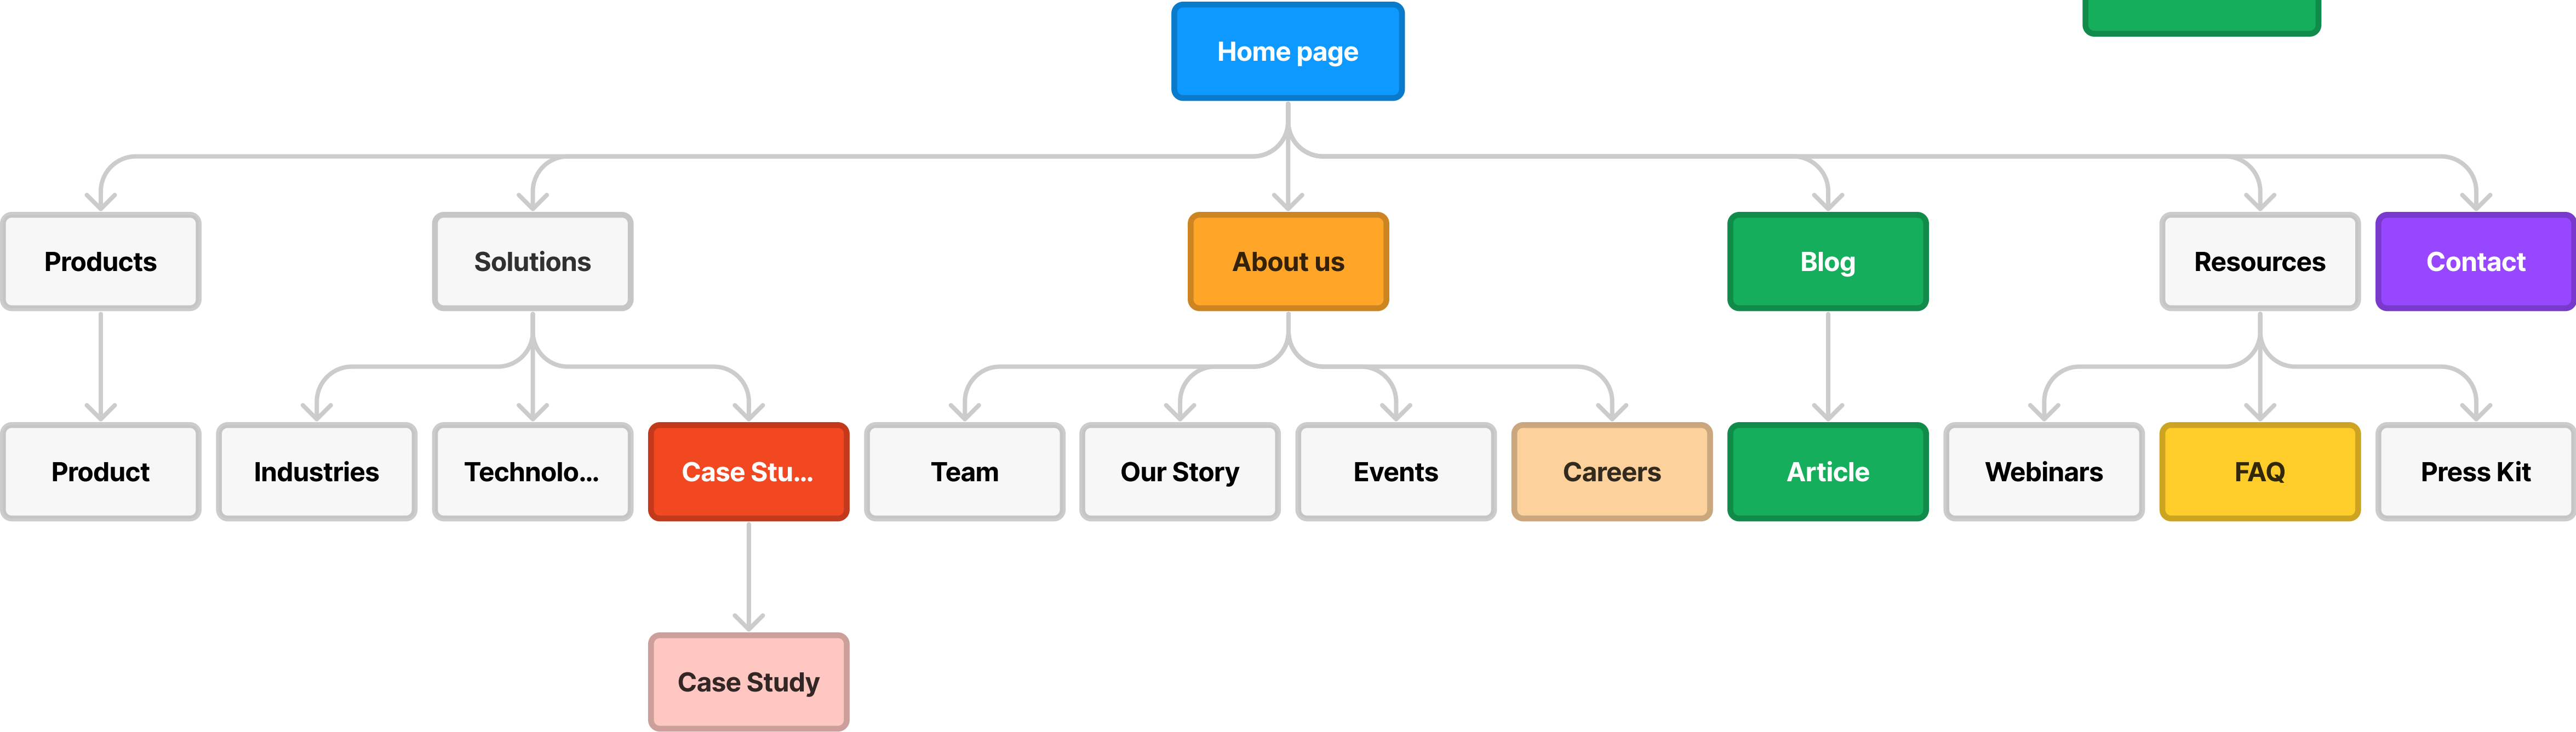 Home page
Products
Solutions
About us
Blog
Resources
Contact
Product
Industries
Technolo...
Case Stu...
Team
Our Story
Events
Careers
Article
Webinars
FAQ
Press Kit
Case Study